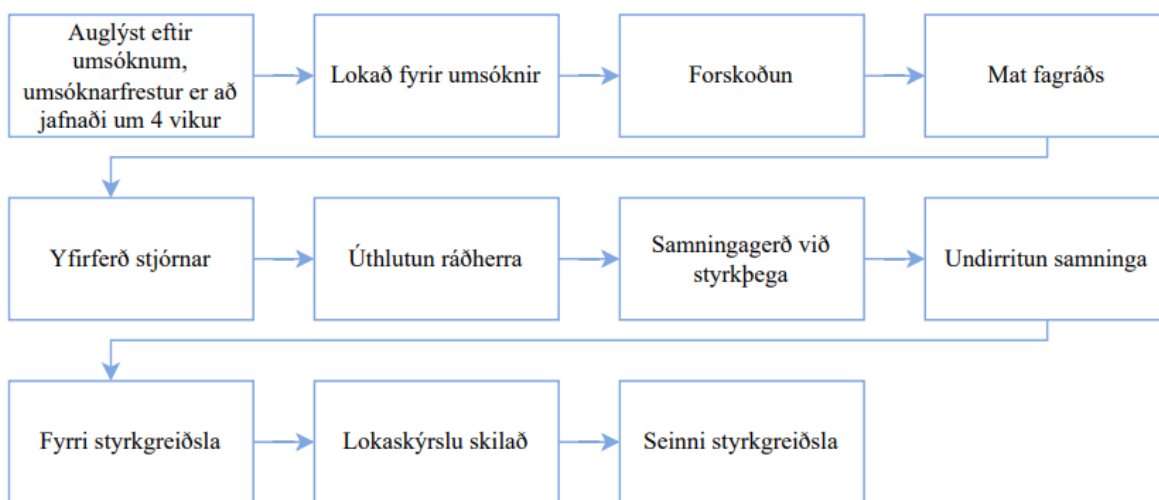 Auglýst eftir
umsóknum,
umsóknarfrestur er að
jafnaði um 4 vikur
Lokað fyrir umsóknir
Forskoðun
Mat fagráðs
Yfirferð stjórnar
Úthlutun ráðherra
Samningagerð við
styrkþega
Undirritun samninga
Fyrri styrkgreiðsla
Lokaskýrslu skilað
Seinni styrkgreiðsla